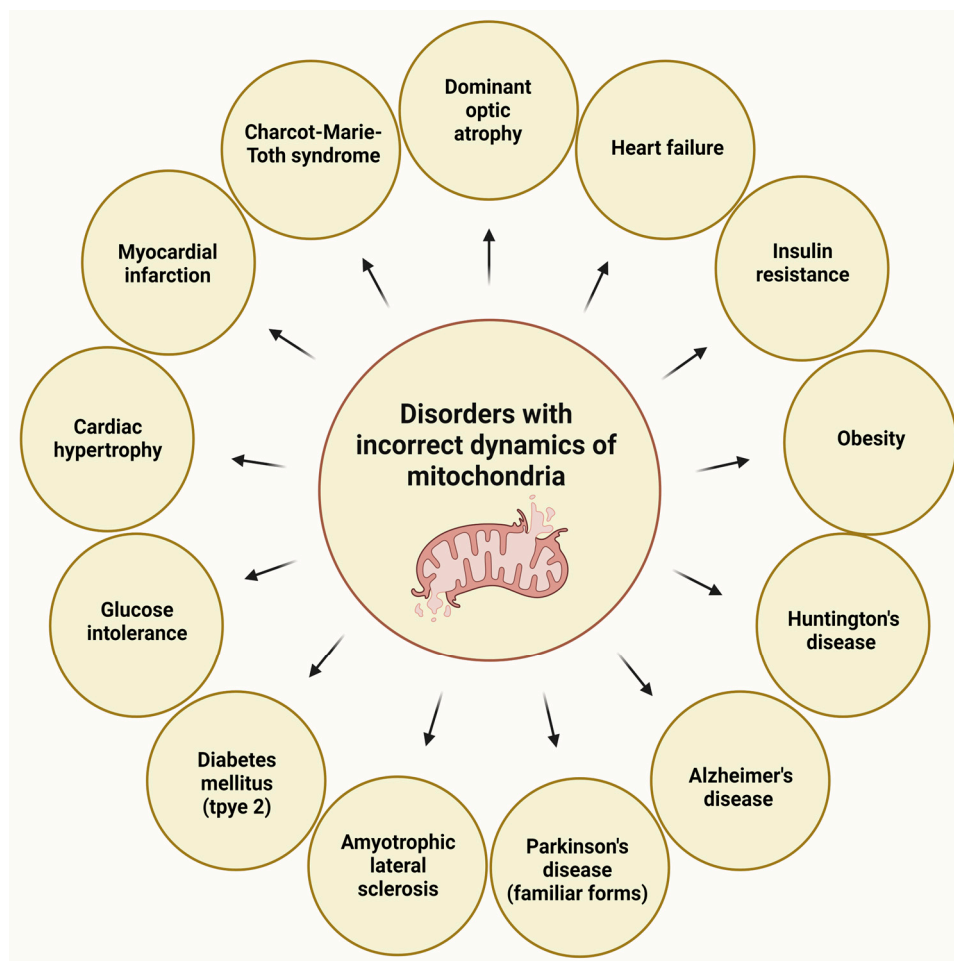 Dominant
optic
atrophy
Heart failure
Insulin
resistance
Obesity
Huntington's
disease
Alzheimer's
disease
Parkinson's
disease
(familiar forms)
Amyotrophic
lateral
sclerosis
Diabetes
mellitus
(tpye 2)
Glucose
intolerance
Cardiac
hypertrophy
Myocardial
infarction
Charcot-Marie-
Toth syndrome
Disorders with
incorrect dynamics of
mitochondria